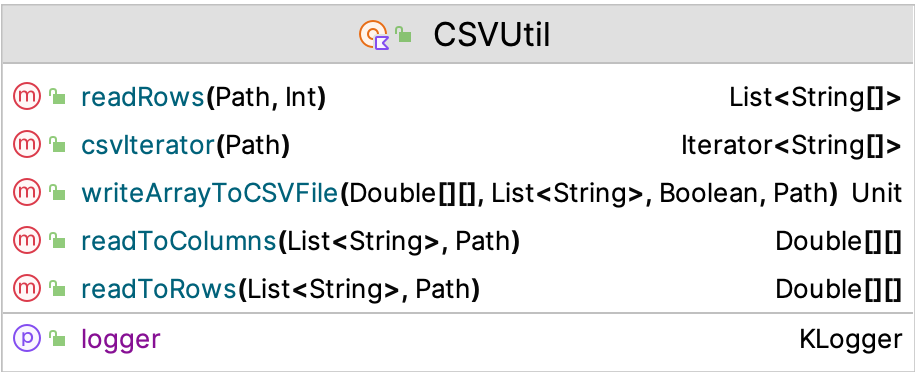 CSVUtil
readRows(Path, Int) List<String[]>
csvIterator(Path) Iterator<String[]>
writeArrayToCSVFile(Double[][], List<String>, Boolean, Path) Unit
readToColumns(List<String>, Path) Double[][]
readToRows(List<String>, Path) Double[][]
logger KLogger